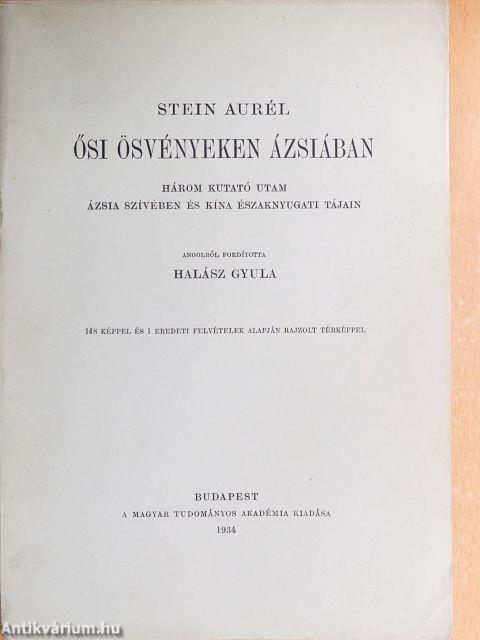 STEIN AURÉL
ŐSI ÖSVÉNYEKEN ÁZSIÁBAN
HÁROM KUTATÓ UTAM
ÁZSIA SZÍVÉBEN ÉS KÍNA ÉSZAKNYUGATI TÁJAIN
ANGOLBÓL FORDÍTOTTA
HALÁSZ GYULA
148 KÉPPEL ÉS 1 EREDETI FELVÉTELEK ALAPJÁN RAJZOLT TÉRKÉPPEL
BUDAPEST
A MAGYAR TUDOMÁNYOS AKADÉMIA KIADÁSA
1934
Antikvárium.hu